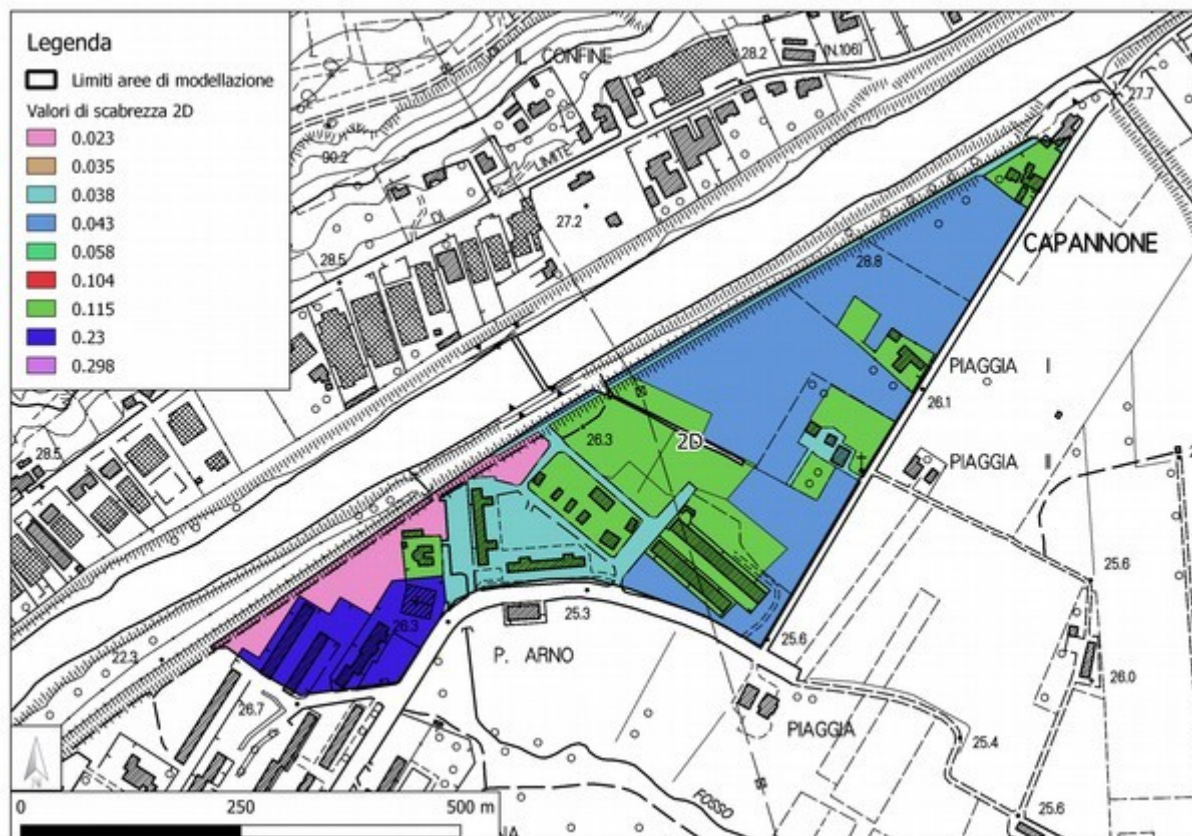 Legenda
Limiti aree di modellazione
Valori di scabrezza 2D
0.023
0.035
0.038
0.043
0.058
0.104
0.115
0.23
0.298
IL CONFINE
28.2
(N.106)
27.7
90.2
LIMITE
DI
27.2
28.5
CAPANNONE
28.8
PIAGGIA I
26.1
28.5
26.3
2D
PIAGGIA II
25.6
26.3
25.3
25.6
22.3
P. ARNO
26.0
26.7
PIAGGIA
25.4
FOSSO
25.6
0 250 500 m